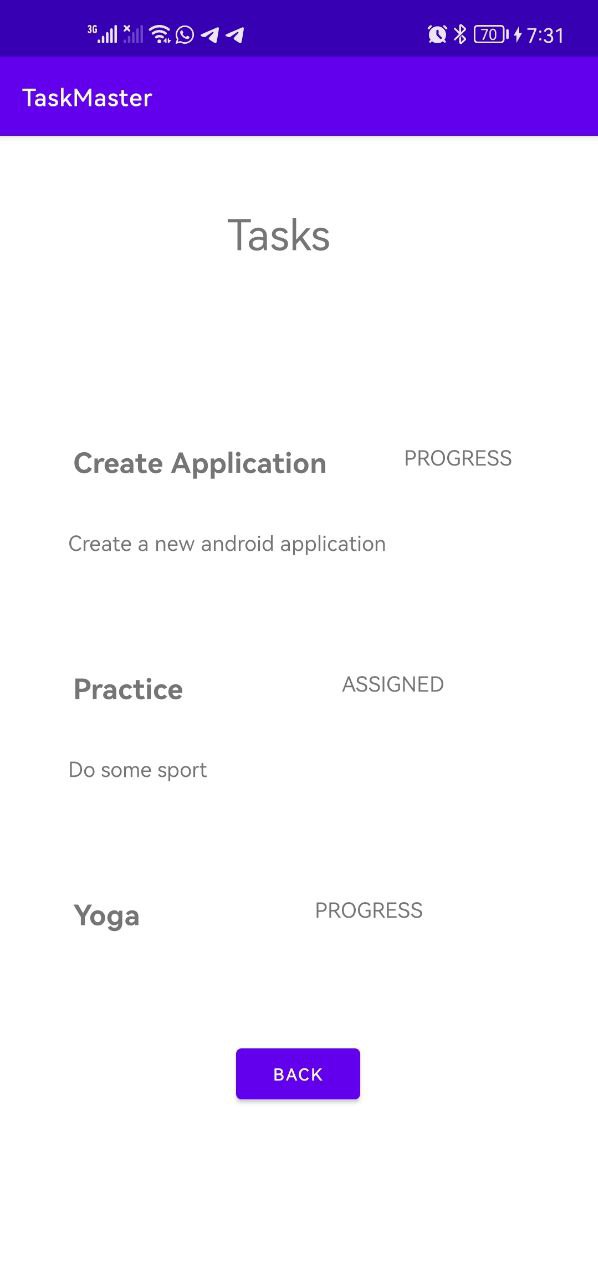 3G 70 7:31
TaskMaster
Tasks
Create Application PROGRESS
Create a new android application
Practice ASSIGNED
Do some sport
Yoga PROGRESS
BACK